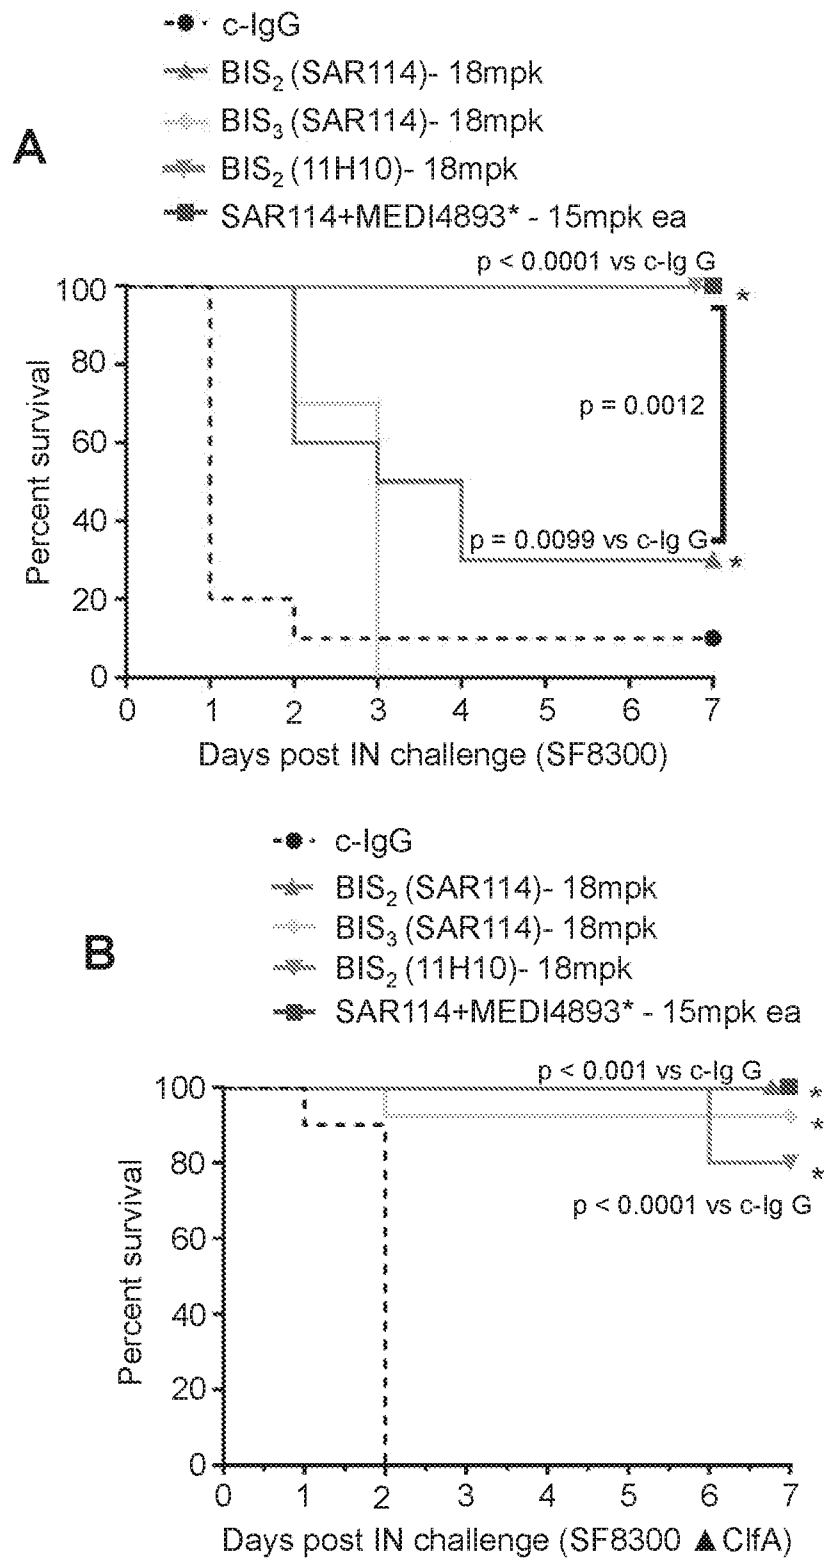 c-IgG
BIS₂ (SAR114)- 18mpk
A
BIS₃ (SAR114)- 18mpk
BIS₂ (11H10)- 18mpk
SAR114+MEDI4893* - 15mpk ea
p < 0.0001 vs c-Ig G
100
*
80
p = 0.0012
60
Percent survival
40
p = 0.0099 vs c-Ig G
*
20
0
0 1 2 3 4 5 6 7
Days post IN challenge (SF8300)
c-IgG
BIS₂ (SAR114)- 18mpk
B
BIS₃ (SAR114)- 18mpk
BIS₂ (11H10)- 18mpk
SAR114+MEDI4893* - 15mpk ea
p < 0.001 vs c-Ig G
100
*
*
80
*
p < 0.0001 vs c-Ig G
60
Percent survival
40
20
0
0 1 2 3 4 5 6 7
Days post IN challenge (SF8300 ▲ClfA)